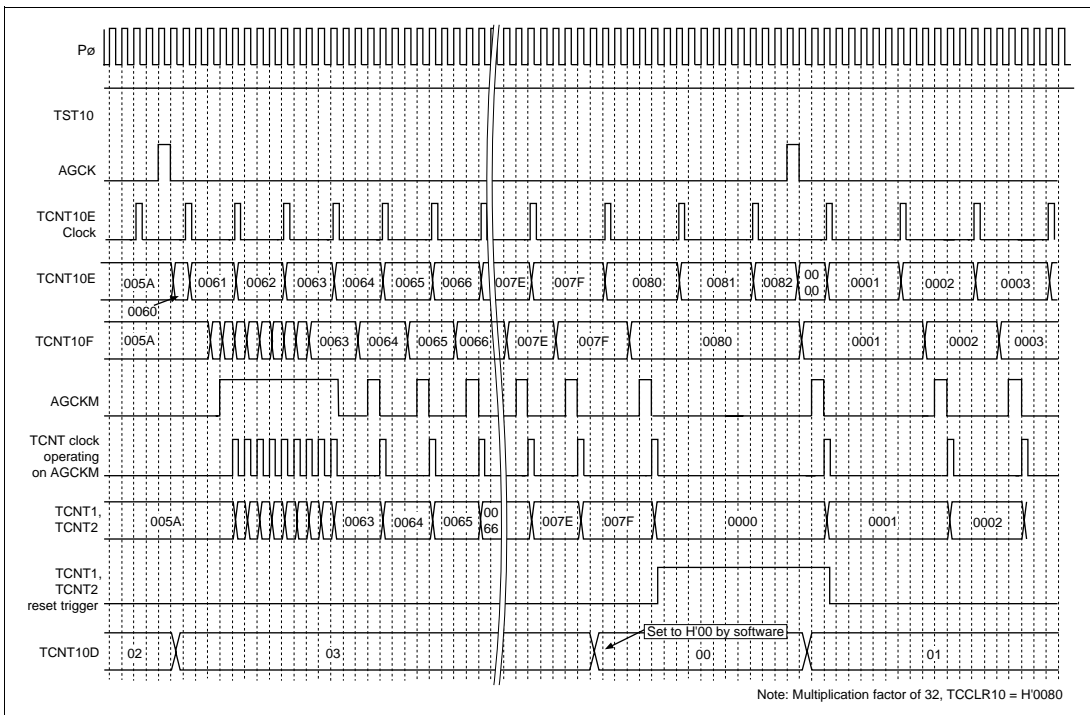 Pø
TST10
AGCK
TCNT10E
Clock
TCNT10E
005A
0060
0061
0062
0063
0064
0065
0066
007E
007F
0080
0081
0082
00
00
0001
0002
0003
TCNT10F
005A
0063
0064
0065
0066
007E
007F
0080
0001
0002
0003
AGCKM
TCNT clock
operating
on AGCKM
TCNT1,
TCNT2
005A
0063
0064
0065
00
66
007E
007F
0000
0001
0002
TCNT1,
TCNT2
reset trigger
Set to H'00 by software
TCNT10D
02
03
00
01
Note: Multiplication factor of 32, TCCLR10 = H'0080